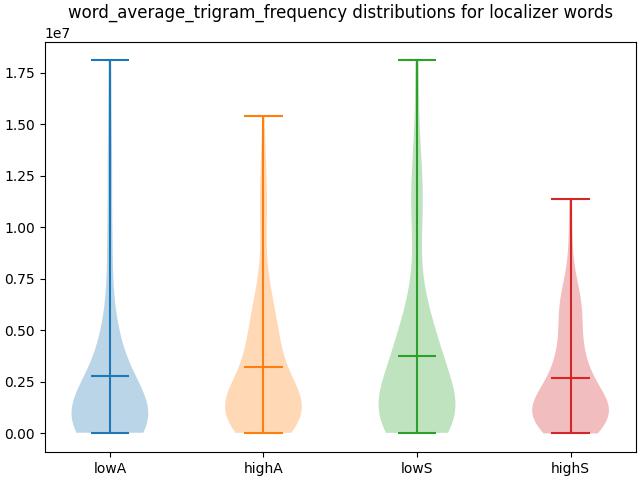 word_average_trigram_frequency distributions for localizer words
1e7
1.75
1.50
1.25
1.00
0.75
0.50
0.25
0.00
lowA highA lowS highS